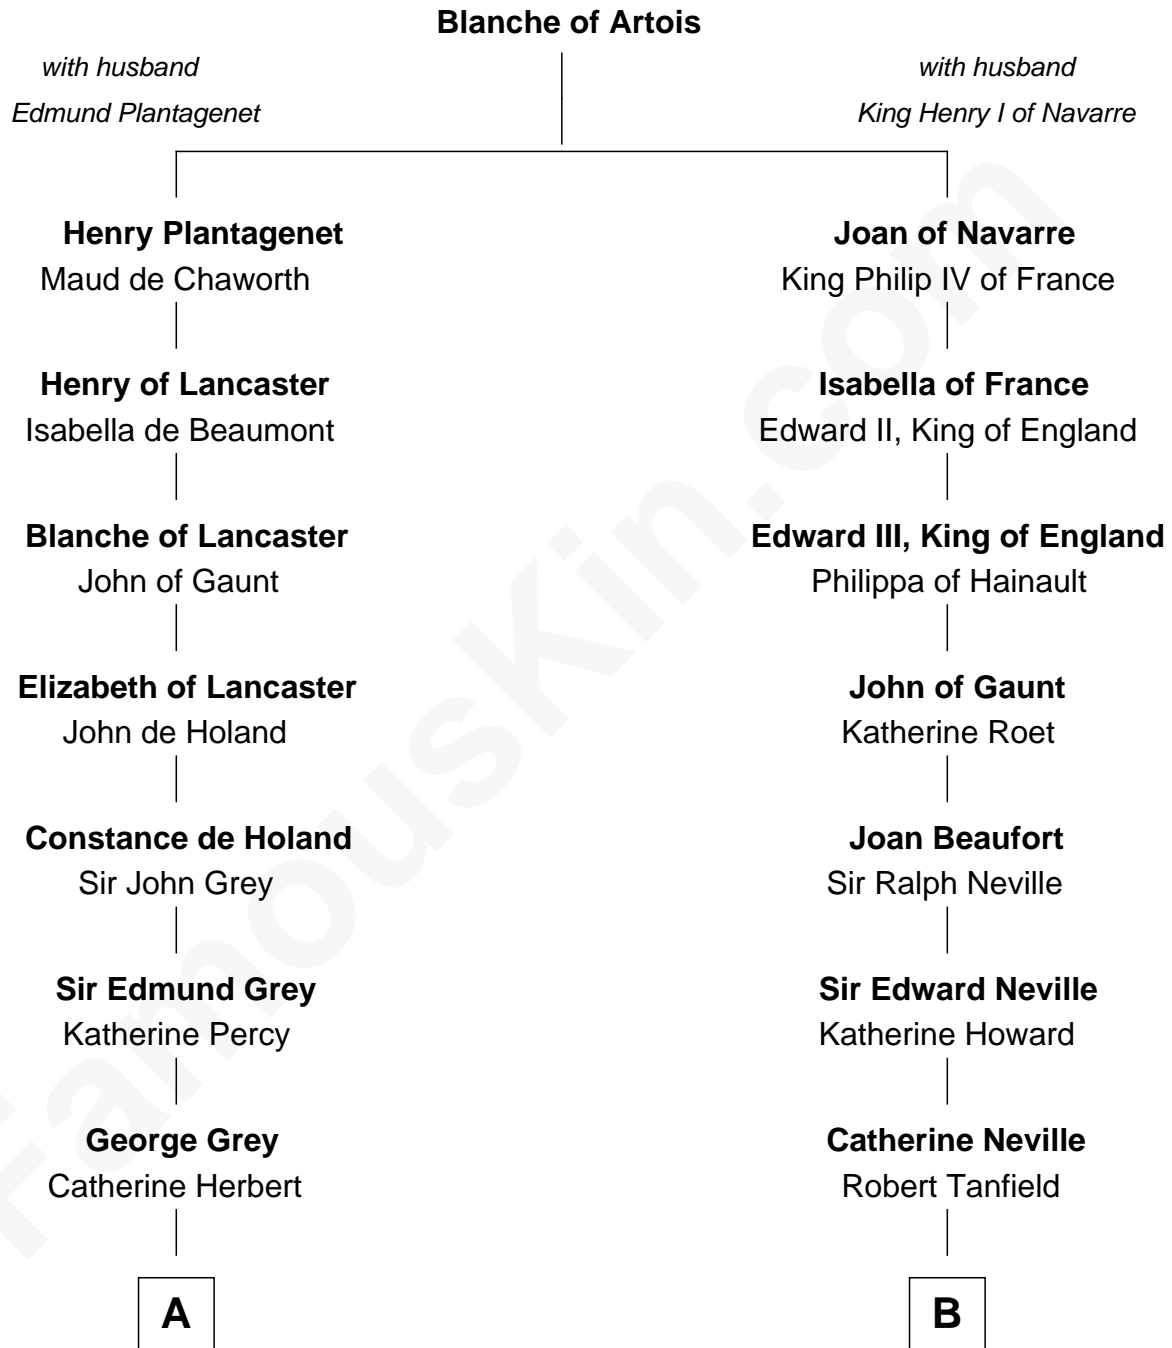 Blanche of Artois
with husband
Edmund Plantagenet
with husband
King Henry I of Navarre
Henry Plantagenet
Maud de Chaworth
Joan of Navarre
King Philip IV of France
Henry of Lancaster
Isabella de Beaumont
Isabella of France
Edward II, King of England
Blanche of Lancaster
John of Gaunt
Edward III, King of England
Philippa of Hainault
Elizabeth of Lancaster
John de Holand
John of Gaunt
Katherine Roet
Constance de Holand
Sir John Grey
Joan Beaufort
Sir Ralph Neville
Sir Edmund Grey
Katherine Percy
Sir Edward Neville
Katherine Howard
George Grey
Catherine Herbert
Catherine Neville
Robert Tanfield
A
B
FamousKin.com